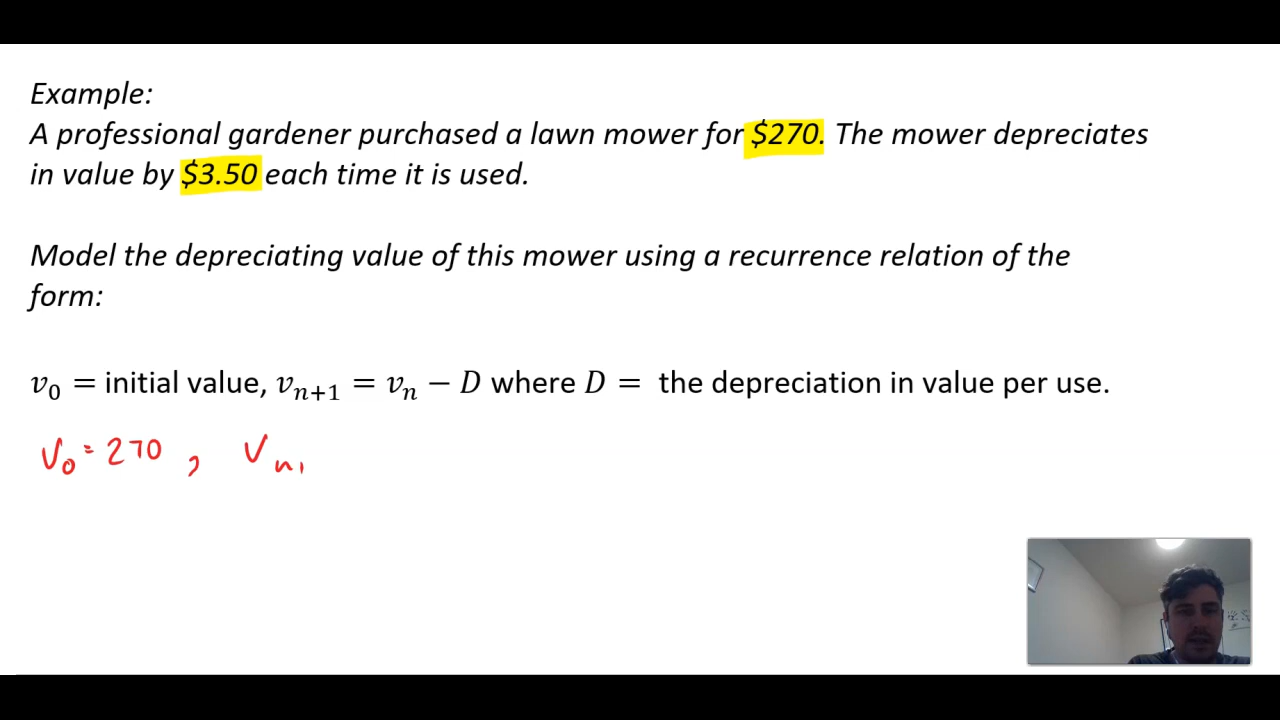 Example:
A professional gardener purchased a lawn mower for $270. The mower depreciates
in value by $3.50 each time it is used.
Model the depreciating value of this mower using a recurrence relation of the
form:
v₀ = initial value, vₙ₊₁ = vₙ − D where D = the depreciation in value per use.
V₀ = 270 , Vₙ